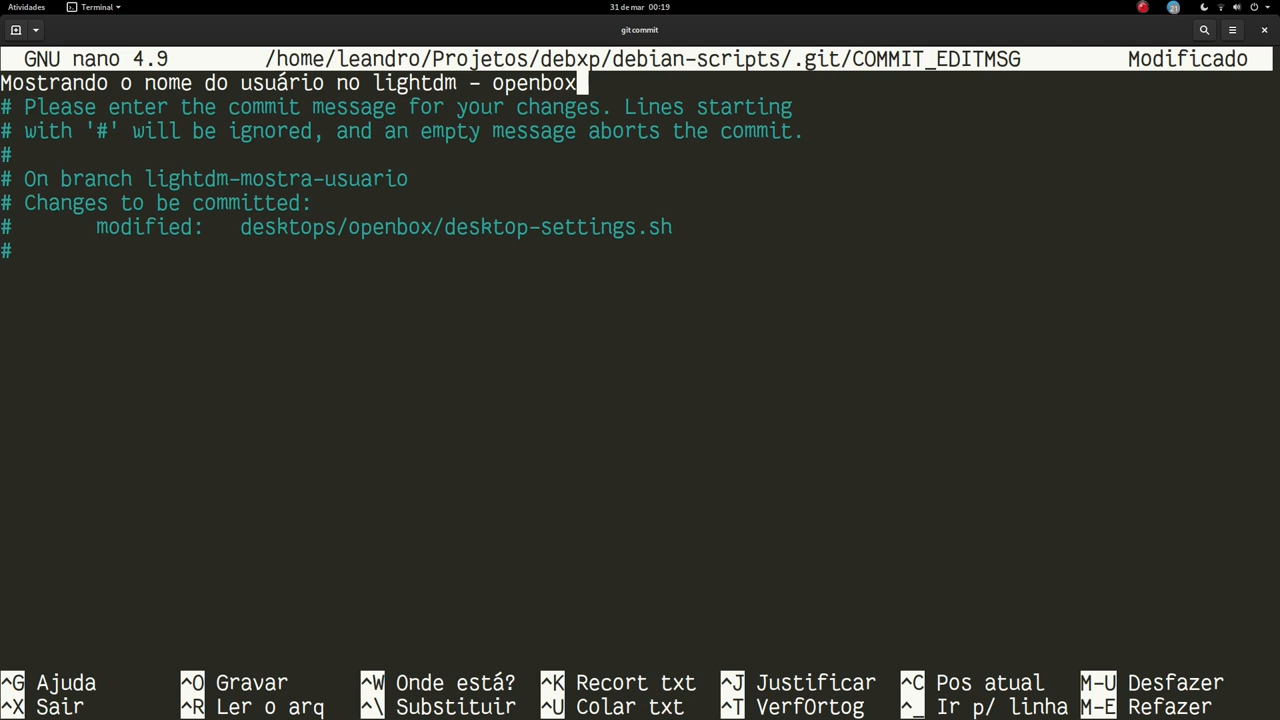 Atividades Terminal 31 de mar 00:19 21
git commit
GNU nano 4.9 /home/leandro/Projetos/debxp/debian-scripts/.git/COMMIT_EDITMSG Modificado
Mostrando o nome do usuário no lightdm - openbox
# Please enter the commit message for your changes. Lines starting
# with '#' will be ignored, and an empty message aborts the commit.
#
# On branch lightdm-mostra-usuario
# Changes to be committed:
#       modified:   desktops/openbox/desktop-settings.sh
#
^G Ajuda ^O Gravar ^W Onde está? ^K Recort txt ^J Justificar ^C Pos atual M-U Desfazer
^X Sair ^R Ler o arq ^\ Substituir ^U Colar txt ^T VerfOrtog ^_ Ir p/ linha M-E Refazer